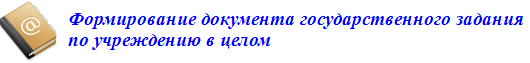 @
Формирование документа государственного задания
по учреждению в целом